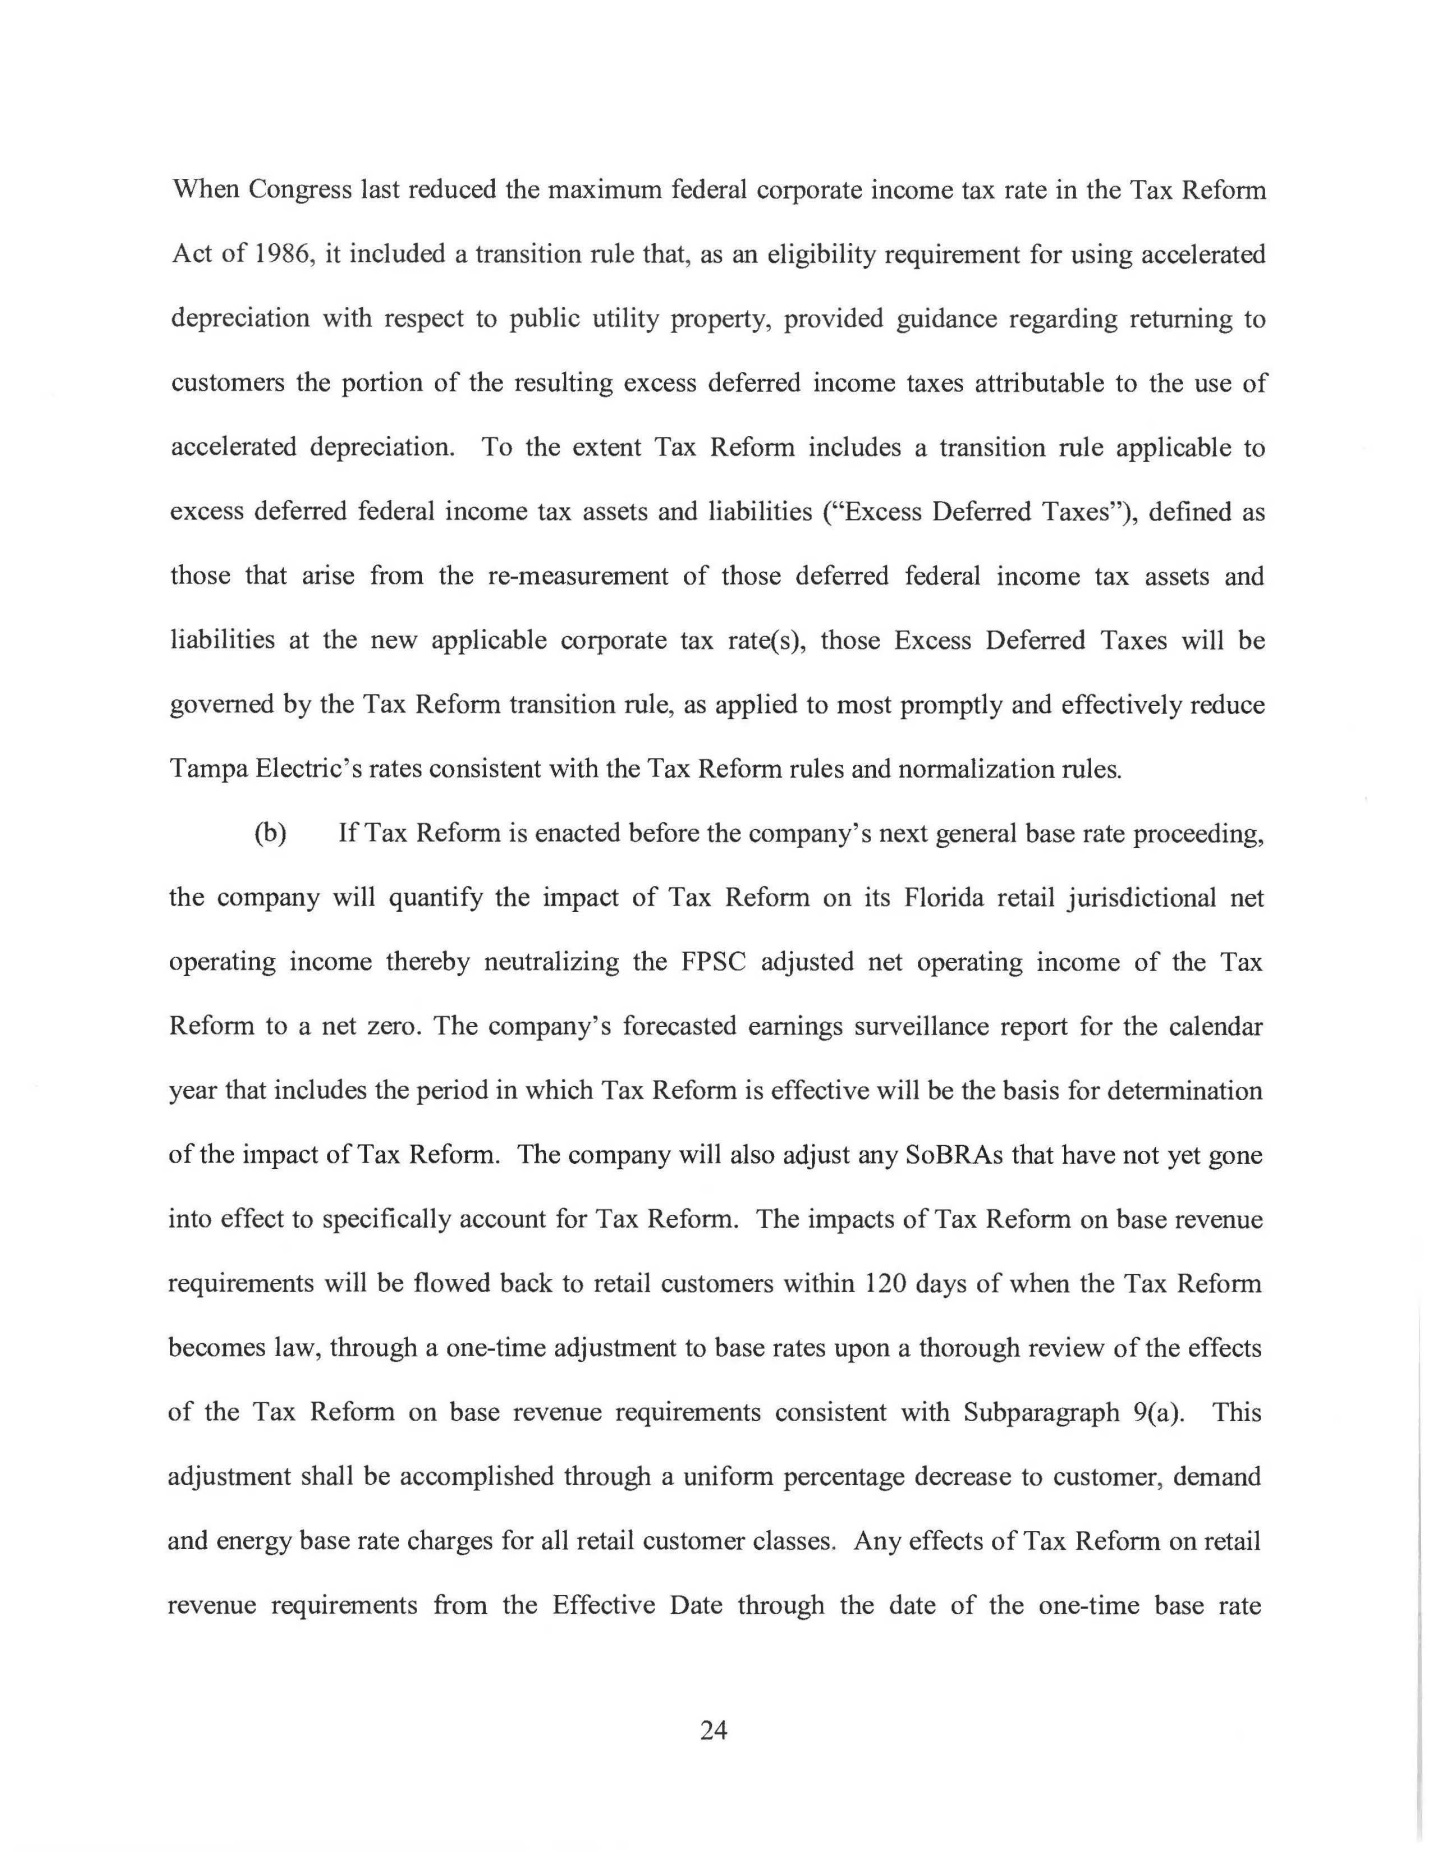 When Congress last reduced the maximum federal corporate income tax rate in the Tax Reform
Act of 1986, it included a transition rule that, as an eligibility requirement for using accelerated
depreciation with respect to public utility property, provided guidance regarding returning to
customers the portion of the resulting excess deferred income taxes attributable to the use of
accelerated depreciation. To the extent Tax Reform includes a transition rule applicable to
excess deferred federal income tax assets and liabilities (“Excess Deferred Taxes”), defined as
those that arise from the re-measurement of those deferred federal income tax assets and
liabilities at the new applicable corporate tax rate(s), those Excess Deferred Taxes will be
governed by the Tax Reform transition rule, as applied to most promptly and effectively reduce
Tampa Electric’s rates consistent with the Tax Reform rules and normalization rules.
(b) If Tax Reform is enacted before the company’s next general base rate proceeding,
the company will quantify the impact of Tax Reform on its Florida retail jurisdictional net
operating income thereby neutralizing the FPSC adjusted net operating income of the Tax
Reform to a net zero. The company’s forecasted earnings surveillance report for the calendar
year that includes the period in which Tax Reform is effective will be the basis for determination
of the impact of Tax Reform. The company will also adjust any SoBRAs that have not yet gone
into effect to specifically account for Tax Reform. The impacts of Tax Reform on base revenue
requirements will be flowed back to retail customers within 120 days of when the Tax Reform
becomes law, through a one-time adjustment to base rates upon a thorough review of the effects
of the Tax Reform on base revenue requirements consistent with Subparagraph 9(a). This
adjustment shall be accomplished through a uniform percentage decrease to customer, demand
and energy base rate charges for all retail customer classes. Any effects of Tax Reform on retail
revenue requirements from the Effective Date through the date of the one-time base rate
24